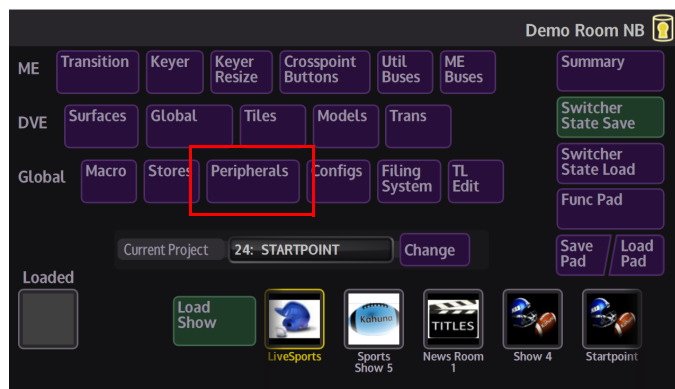 Demo Room NB
ME Transition Keyer Keyer Resize Crosspoint Buttons Util Buses ME Buses Summary
DVE Surfaces Global Tiles Models Trans Switcher State Save
Global Macro Stores Peripherals Configs Filing System TL Edit Switcher State Load
Func Pad
Current Project 24: STARTPOINT Change Save Pad Load Pad
Loaded
Load Show
Kahuna
TITLES
LiveSports Sports Show 5 News Room 1 Show 4 Startpoint